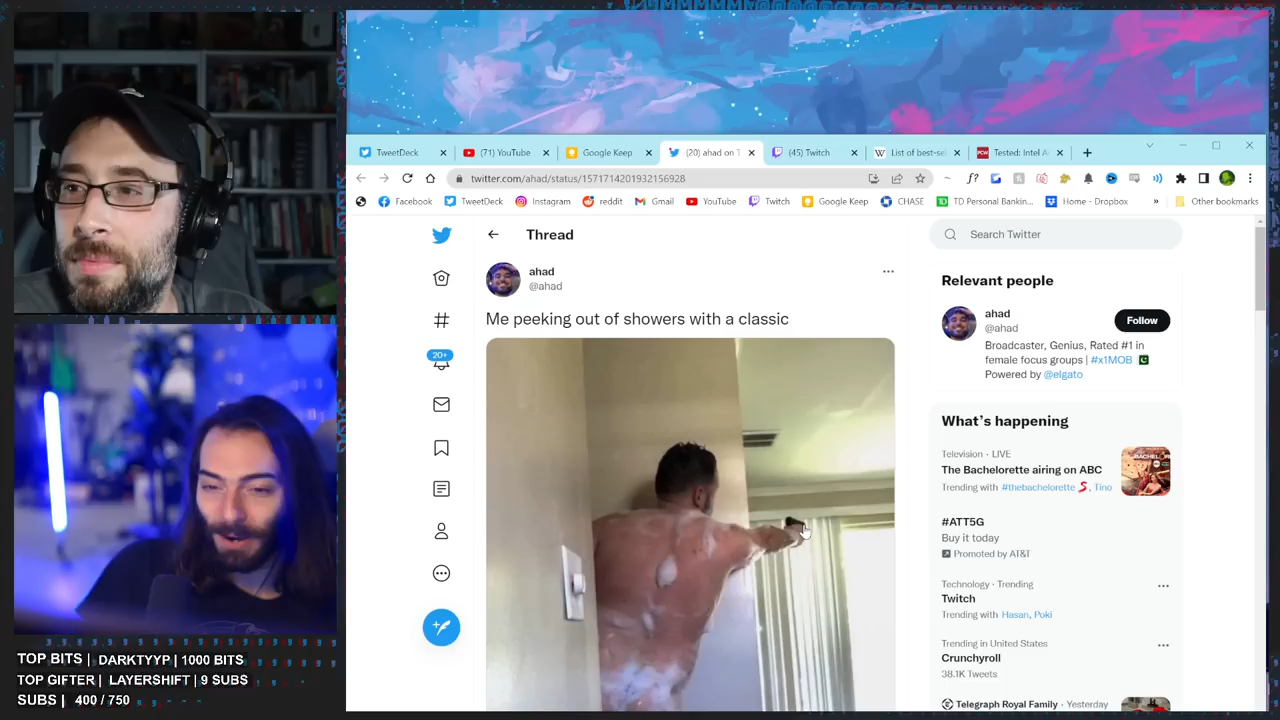 TweetDeck
(71) YouTube
Google Keep
(20) ahad on T
(45) Twitch
List of best-sel
Tested: Intel A
twitter.com/ahad/status/1571714201932156928
Facebook
TweetDeck
Instagram
reddit
Gmail
YouTube
Twitch
Google Keep
CHASE
TD Personal Bankin...
Home - Dropbox
»
Other bookmarks
Thread
Search Twitter
ahad
@ahad
Me peeking out of showers with a classic
20+
Relevant people
ahad
@ahad
Follow
Broadcaster, Genius, Rated #1 in
female focus groups | #x1MOB
Powered by @elgato
What's happening
Television · LIVE
The Bachelorette airing on ABC
Trending with #thebachelorette, Tino
#ATT5G
Buy it today
Promoted by AT&T
Technology · Trending
Twitch
Trending with Hasan, Poki
Trending in United States
Crunchyroll
38.1K Tweets
Telegraph Royal Family · Yesterday
TOP BITS | DARKTYYP | 1000 BITS
TOP GIFTER | LAYERSHIFT | 9 SUBS
SUBS | 400 / 750